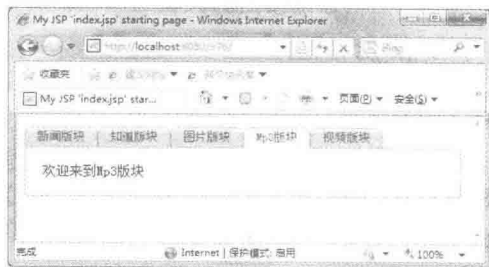 My JSP 'index.jsp' starting page - Windows Internet Explorer
http://localhost
Bing
收藏夹
My JSP 'index.jsp' star...
页面(P) 安全(S)
新闻版块 知道版块 图片版块 Mp3版块 视频版块
欢迎来到Mp3版块
完成 Internet | 保护模式: 启用 100%